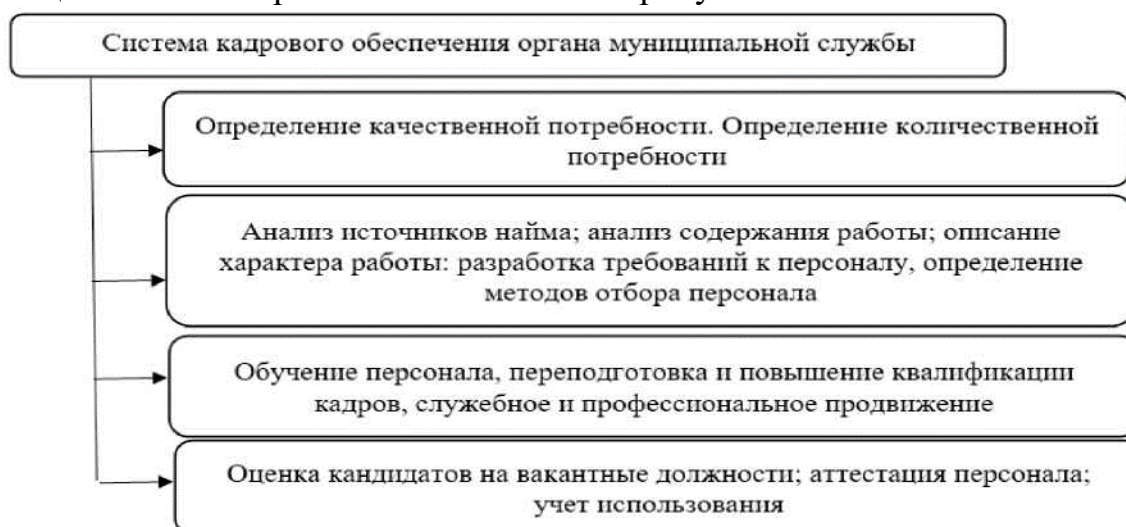 Система кадрового обеспечения органа муниципальной службы
Определение качественной потребности. Определение количественной
потребности
Анализ источников найма; анализ содержания работы; описание
характера работы: разработка требований к персоналу, определение
методов отбора персонала
Обучение персонала, переподготовка и повышение квалификации
кадров, служебное и профессиональное продвижение
Оценка кандидатов на вакантные должности; аттестация персонала;
учет использования